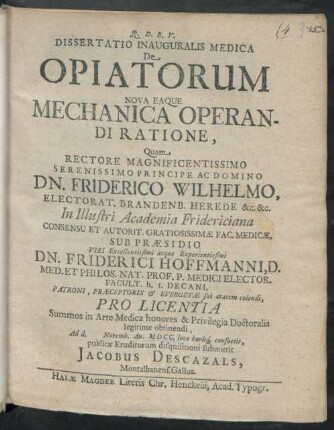 Q. D. B. V.
DISSERTATIO INAUGURALIS MEDICA
De
OPIATORUM
NOVA EAQUE
MECHANICA OPERAN-
DI RATIONE,
Quam
RECTORE MAGNIFICENTISSIMO
SERENISSIMO PRINCIPE AC DOMINO
DN. FRIDERICO WILHELMO,
ELECTORAT. BRANDENB. HEREDE &c. &c.
In Illustri Academia Fridericiana
CONSENSU ET AUTORIT. GRATIOSISSIMÆ FAC. MEDICÆ,
SUB PRÆSIDIO
VIRI Excellentissimi atque Experientissimi
DN. FRIDERICI HOFFMANNI, D.
MED. ET PHILOS. NAT. PROF. P. MEDICI ELECTOR.
FACULT. h. t. DECANI,
PATRONI, PRÆCEPTORIS & EVERGETÆ sui ætatem colendi,
PRO LICENTIA
Summos in Arte Medica honores & Privilegia Doctoralia
legitime obtinendi,
Ad d. Novemb. An. MDCC, loco horisq. consuetis,
publicæ Eruditorum disquisitioni submittit
JACOBUS DESCAZALS,
Montalbanens. Gallus.
HALÆ MAGDEB. Literis Chr. Henckelii, Acad. Typogr.